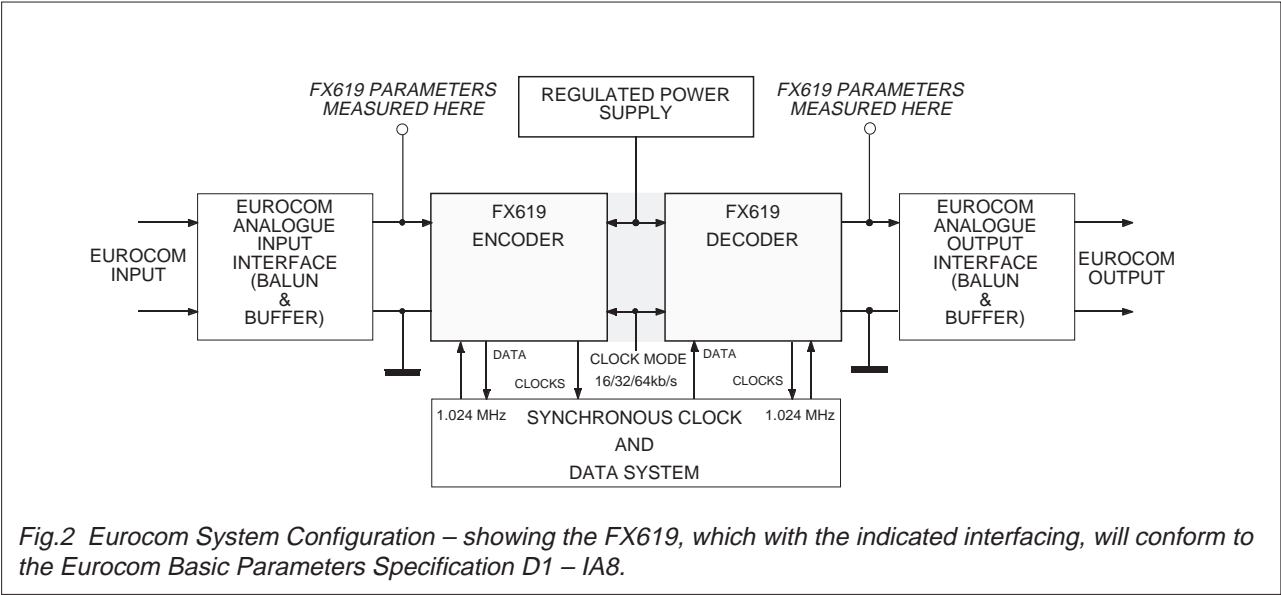 FX619 PARAMETERS
MEASURED HERE
REGULATED POWER
SUPPLY
FX619 PARAMETERS
MEASURED HERE
EUROCOM
INPUT
EUROCOM
ANALOGUE
INPUT
INTERFACE
(BALUN
&
BUFFER)
FX619
ENCODER
FX619
DECODER
EUROCOM
ANALOGUE
OUTPUT
INTERFACE
(BALUN
&
BUFFER)
EUROCOM
OUTPUT
DATA
CLOCKS
CLOCK MODE
16/32/64kb/s
DATA
CLOCKS
1.024 MHz
SYNCHRONOUS CLOCK
AND
DATA SYSTEM
1.024 MHz
Fig.2 Eurocom System Configuration – showing the FX619, which with the indicated interfacing, will conform to
the Eurocom Basic Parameters Specification D1 – IA8.